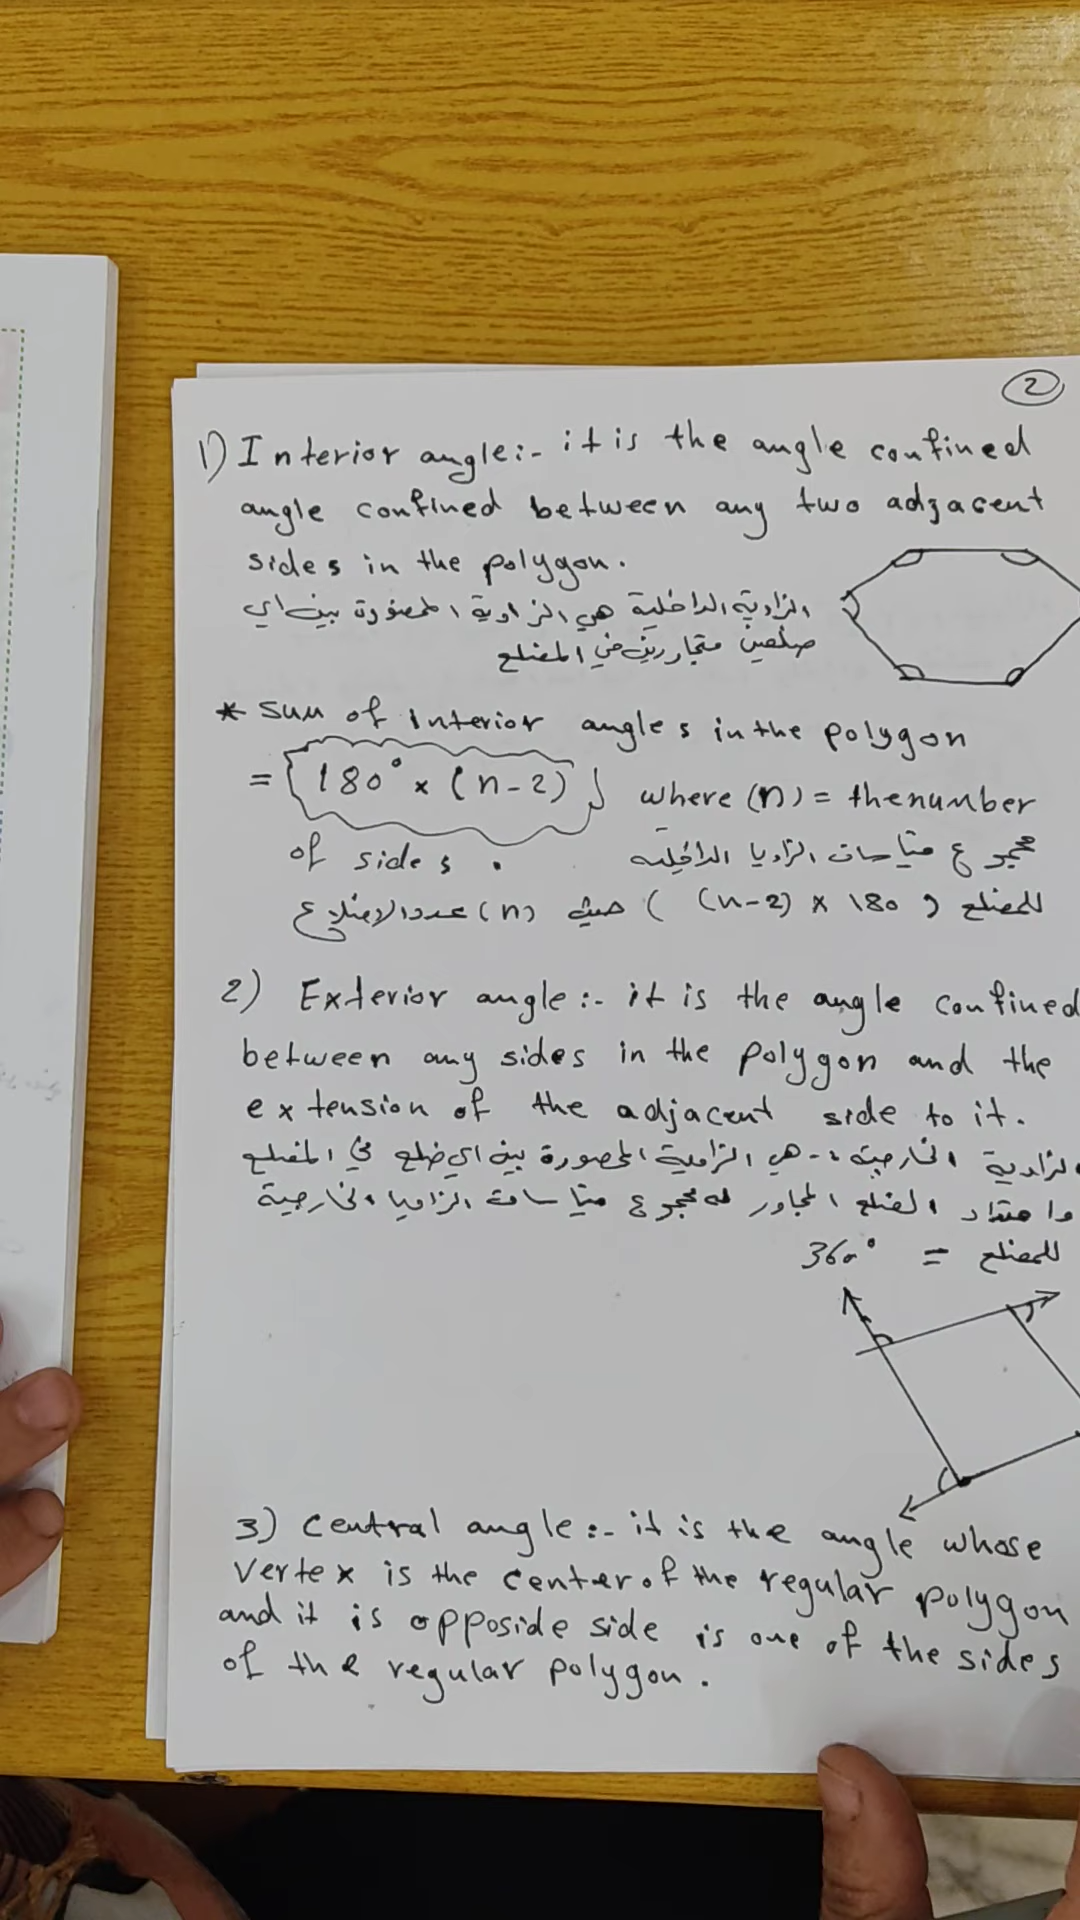 2
1) Interior angle:- it is the angle confined
angle confined between any two adjacent
sides in the polygon.
الزاوية الداخلية هي الزاوية المحصورة بين اي
ضلعين متجاورين في المضلع
* sum of interior angles in the polygon
= (180° × (n-2)) where (n) = the number
of sides .
مجموع قياسات الزوايا الداخلية
للمضلع ( 180 × (n-2) ) حيث (n) عدد الاضلاع
2) Exterior angle :- it is the angle confined
between any sides in the polygon and the
extension of the adjacent side to it.
الزاوية الخارجية :- هي الزاوية المحصورة بين اي ضلع في المضلع
وامتداد الضلع المجاور له مجموع قياسات الزوايا الخارجية
للمضلع = 360°
3) Central angle:- it is the angle whose
vertex is the center of the regular polygon
and it is opposide side is one of the sides
of the regular polygon.